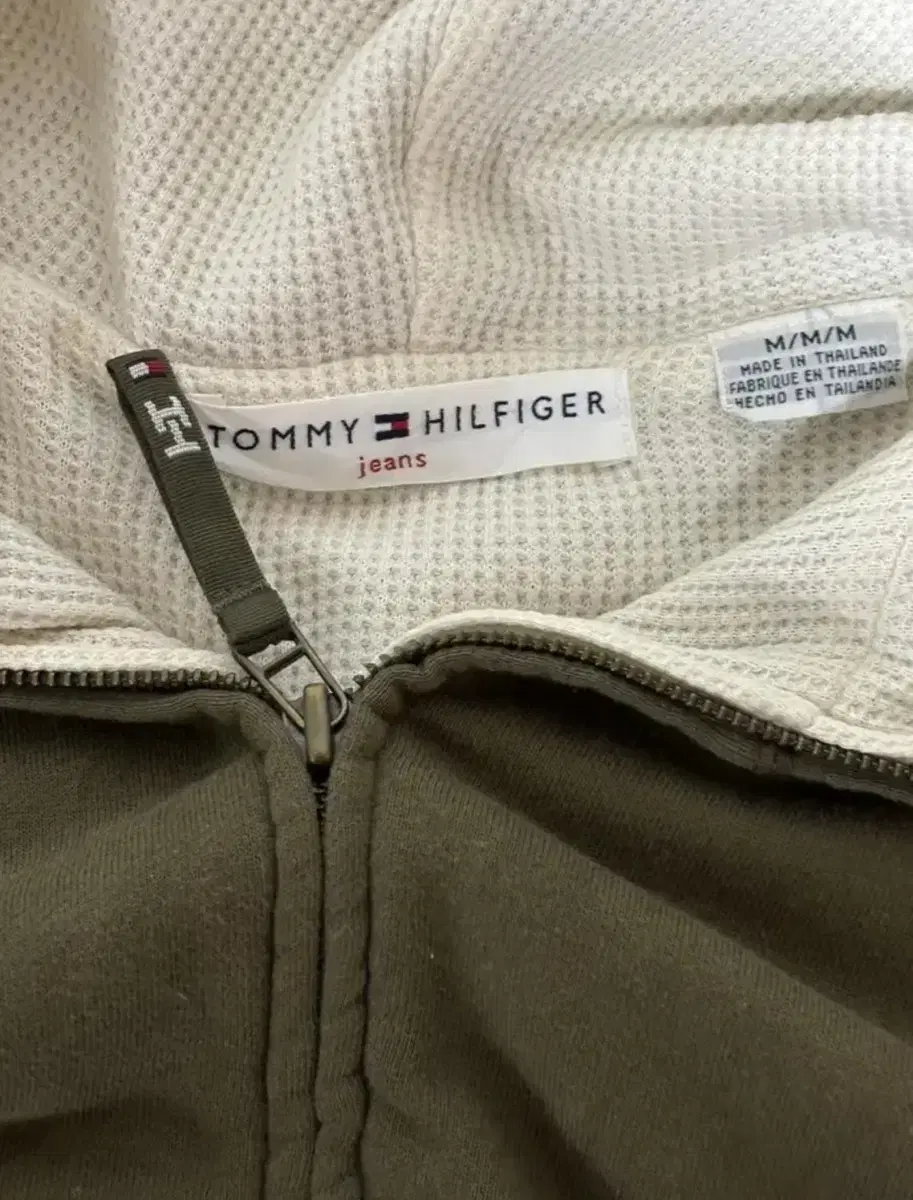 M/M/M
MADE IN THAILAND
FABRIQUE EN THAILANDE
HECHO EN TAILANDIA
TH
TOMMY HILFIGER
jeans